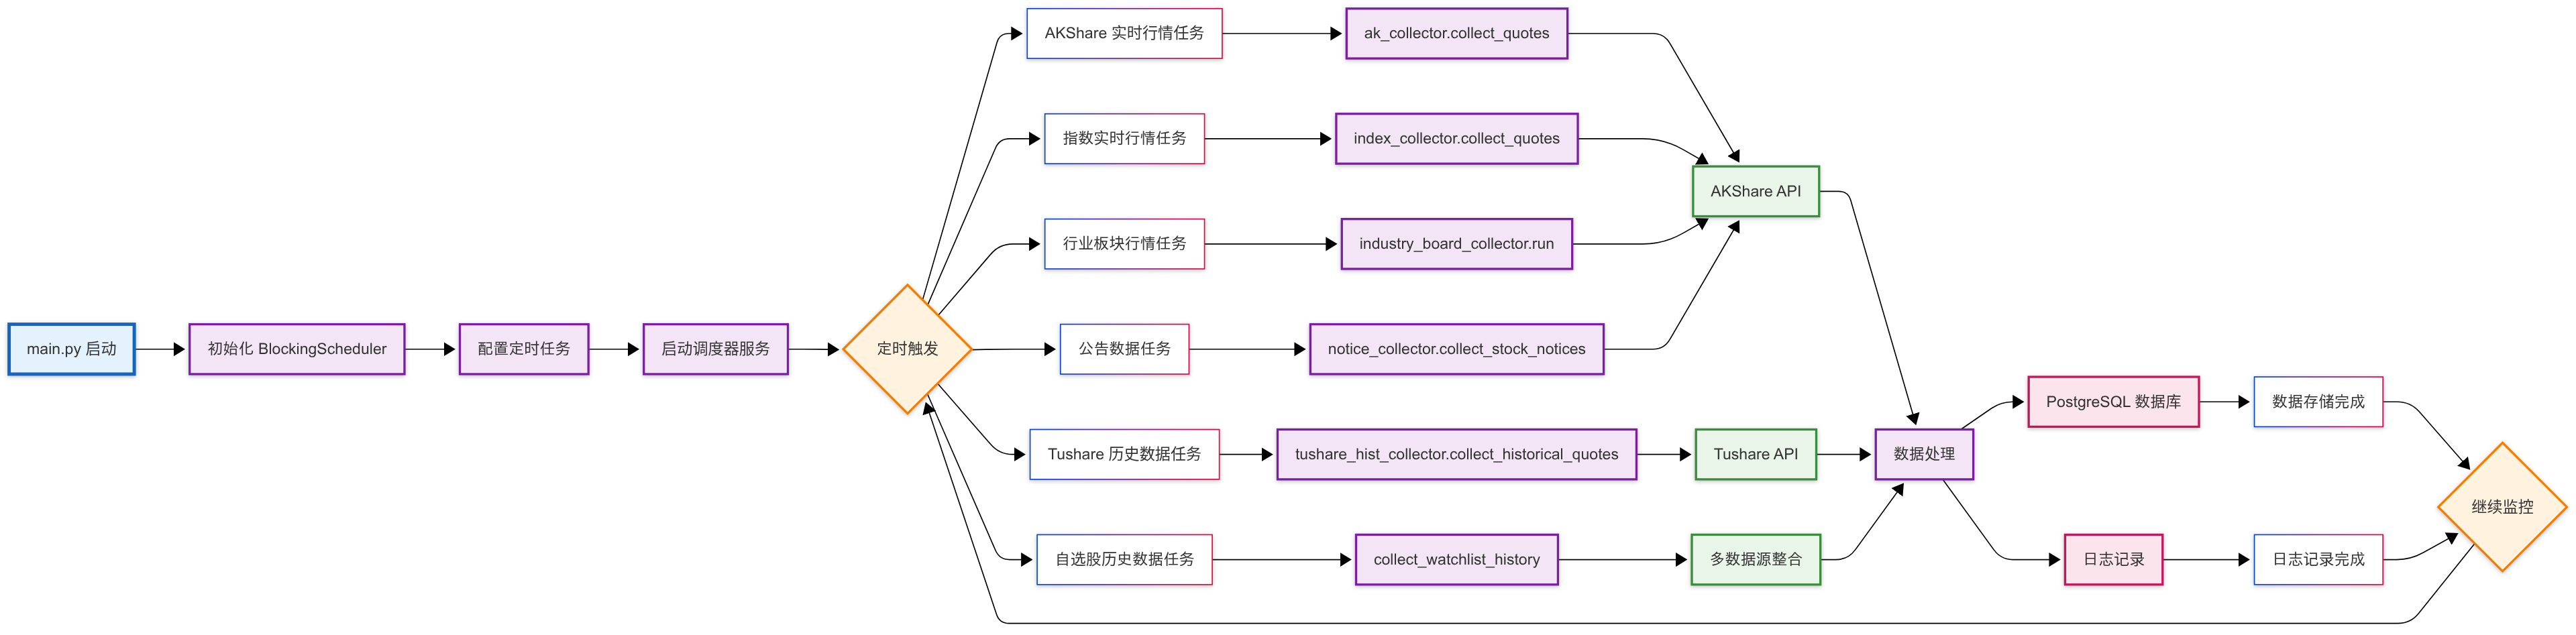 main.py 启动
初始化 BlockingScheduler
配置定时任务
启动调度器服务
定时触发
AKShare 实时行情任务
ak_collector.collect_quotes
指数实时行情任务
index_collector.collect_quotes
行业板块行情任务
industry_board_collector.run
公告数据任务
notice_collector.collect_stock_notices
AKShare API
Tushare 历史数据任务
tushare_hist_collector.collect_historical_quotes
Tushare API
自选股历史数据任务
collect_watchlist_history
多数据源整合
数据处理
PostgreSQL 数据库
数据存储完成
日志记录
日志记录完成
继续监控